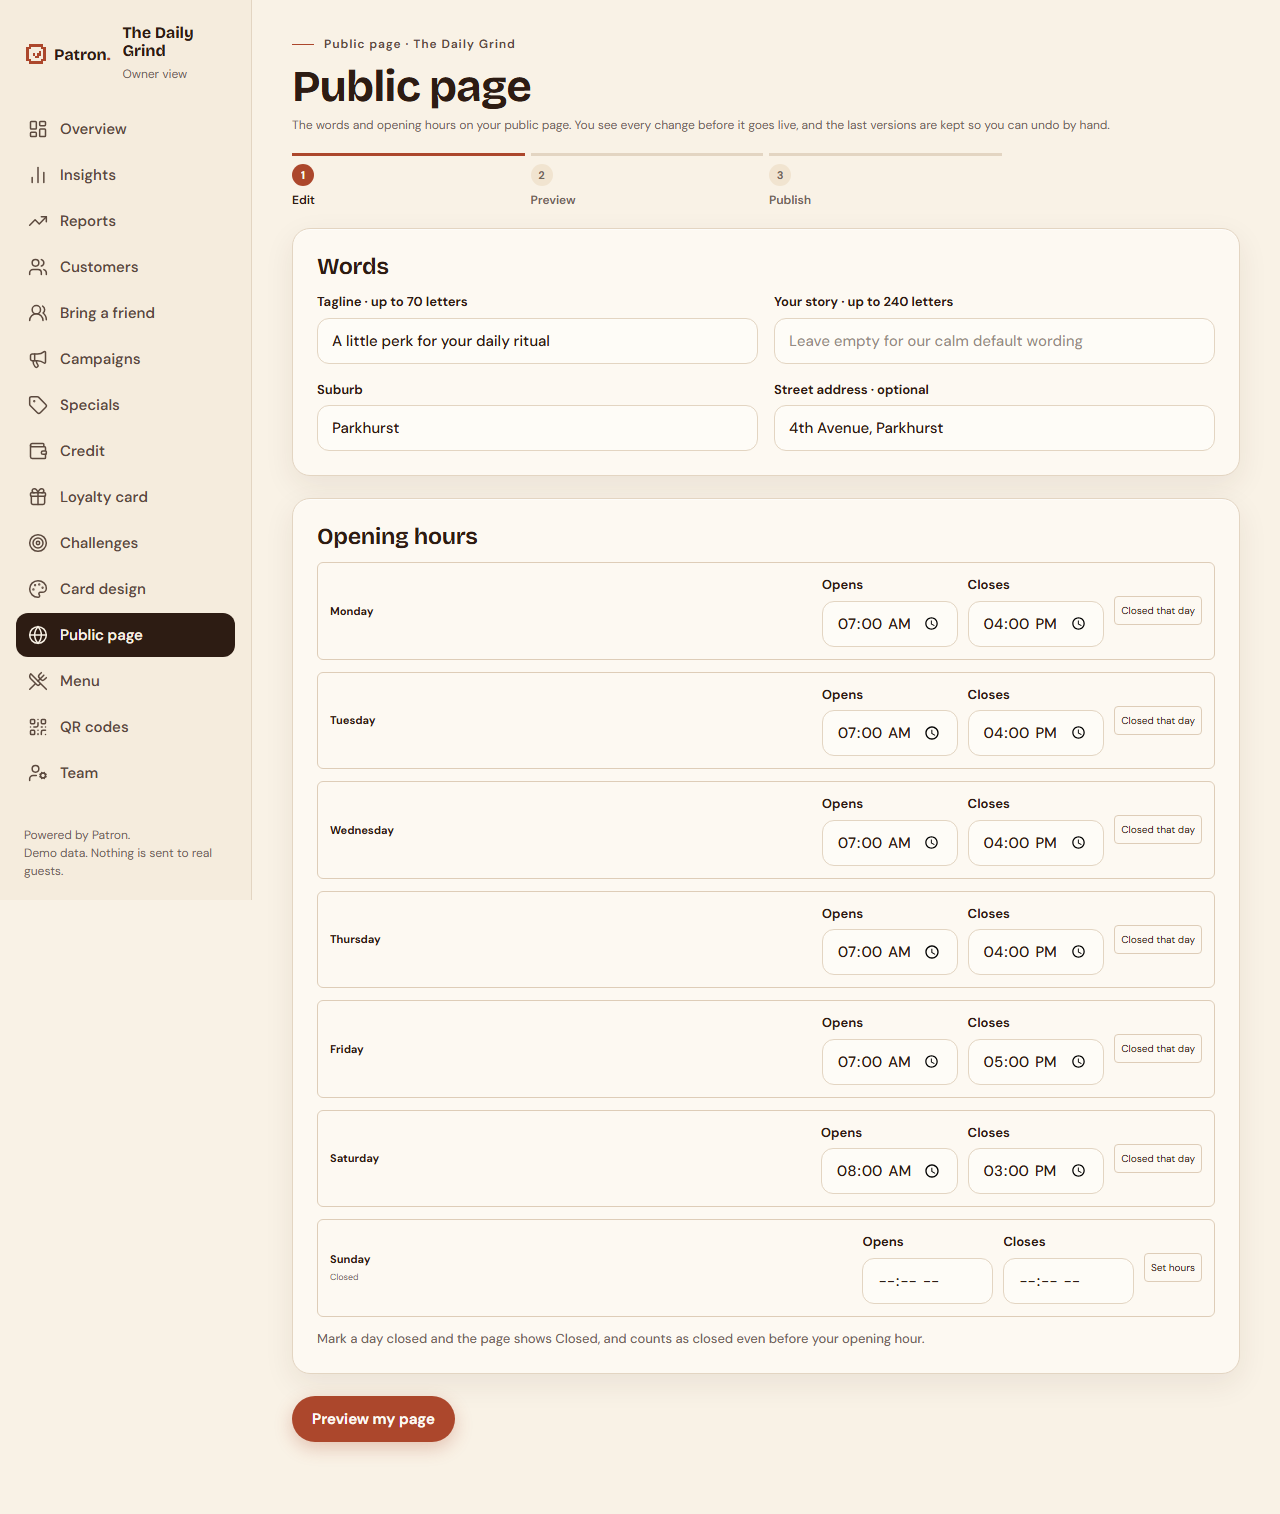 Patron.
The Daily
Grind
Owner view
Overview
Insights
Reports
Customers
Bring a friend
Campaigns
Specials
Credit
Loyalty card
Challenges
Card design
Public page
Menu
QR codes
Team
Powered by Patron.
Demo data. Nothing is sent to real
guests.
Public page · The Daily Grind
Public page
The words and opening hours on your public page. You see every change before it goes live, and the last versions are kept so you can undo by hand.
1 2 3
Edit Preview Publish
Words
Tagline · up to 70 letters
A little perk for your daily ritual
Your story · up to 240 letters
Leave empty for our calm default wording
Suburb
Parkhurst
Street address · optional
4th Avenue, Parkhurst
Opening hours
Opens Closes
Monday 07:00 AM 04:00 PM Closed that day
Opens Closes
Tuesday 07:00 AM 04:00 PM Closed that day
Opens Closes
Wednesday 07:00 AM 04:00 PM Closed that day
Opens Closes
Thursday 07:00 AM 04:00 PM Closed that day
Opens Closes
Friday 07:00 AM 05:00 PM Closed that day
Opens Closes
Saturday 08:00 AM 03:00 PM Closed that day
Opens Closes
Sunday --:-- -- --:-- -- Set hours
Closed
Mark a day closed and the page shows Closed, and counts as closed even before your opening hour.
Preview my page